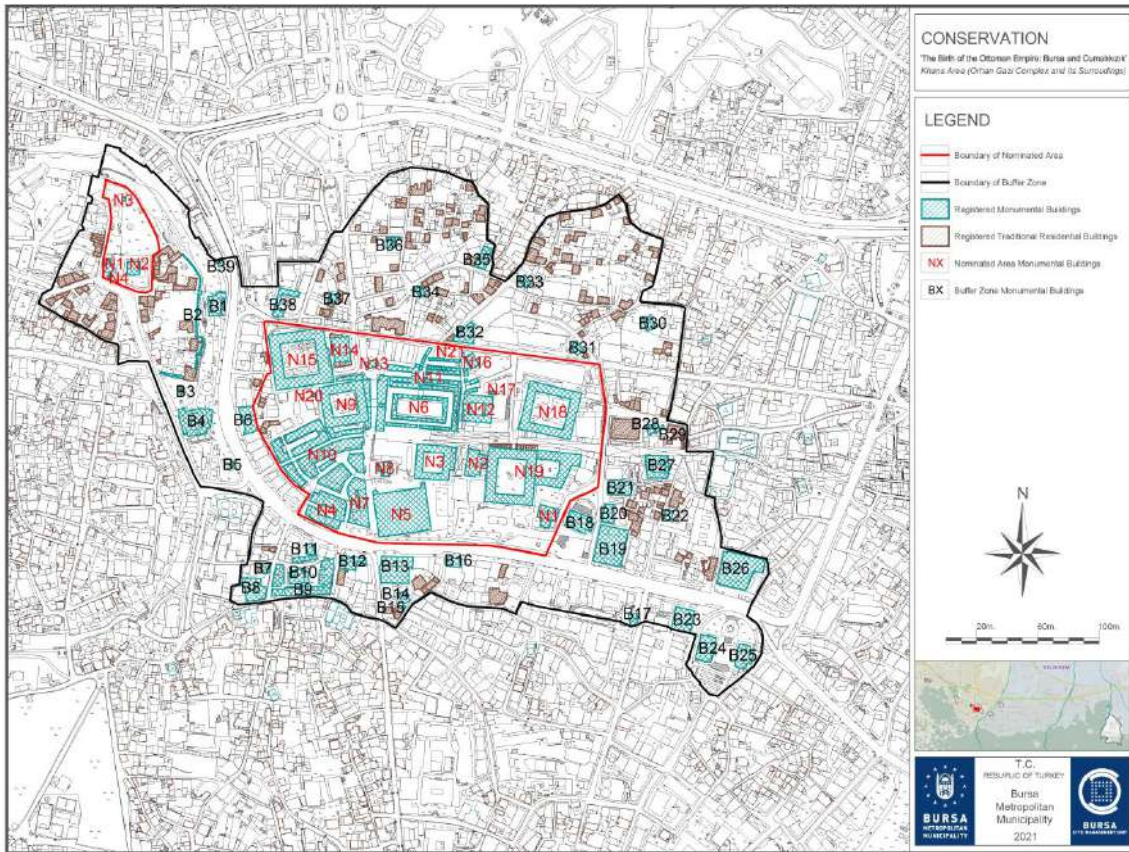 CONSERVATION
'The Birth of the Ottoman Empire: Bursa and Cumalıkızık'
Khans Area (Orhan Gazi Complex and Its Surroudings)
LEGEND
Boundary of Nominated Area
Boundary of Buffer Zone
Registered Monumental Buildings
Registered Traditional Residential Buildings
NX
Nominated Area Monumental Buildings
BX
Buffer Zone Monumental Buildings
N
20m.
60m.
100m.
T.C.
REBUPLIC OF TURKEY
Bursa
Metropolitan
Municipality
2021
BURSA
METROPOLITAN
MUNICIPALITY
BURSA
N3
N1
N2
N4
B39
B1
B2
B3
B4
B5
B6
B38
B37
B36
B35
B34
B33
B32
B31
B30
N15
N14
N13
N21
N16
N11
N17
N20
N9
N6
N12
N18
N10
N8
N3
N2
N19
N4
N7
N5
N1
B28
B29
B27
B21
B20
B22
B18
B19
B26
B11
B7
B10
B8
B9
B12
B13
B14
B15
B16
B17
B23
B24
B25